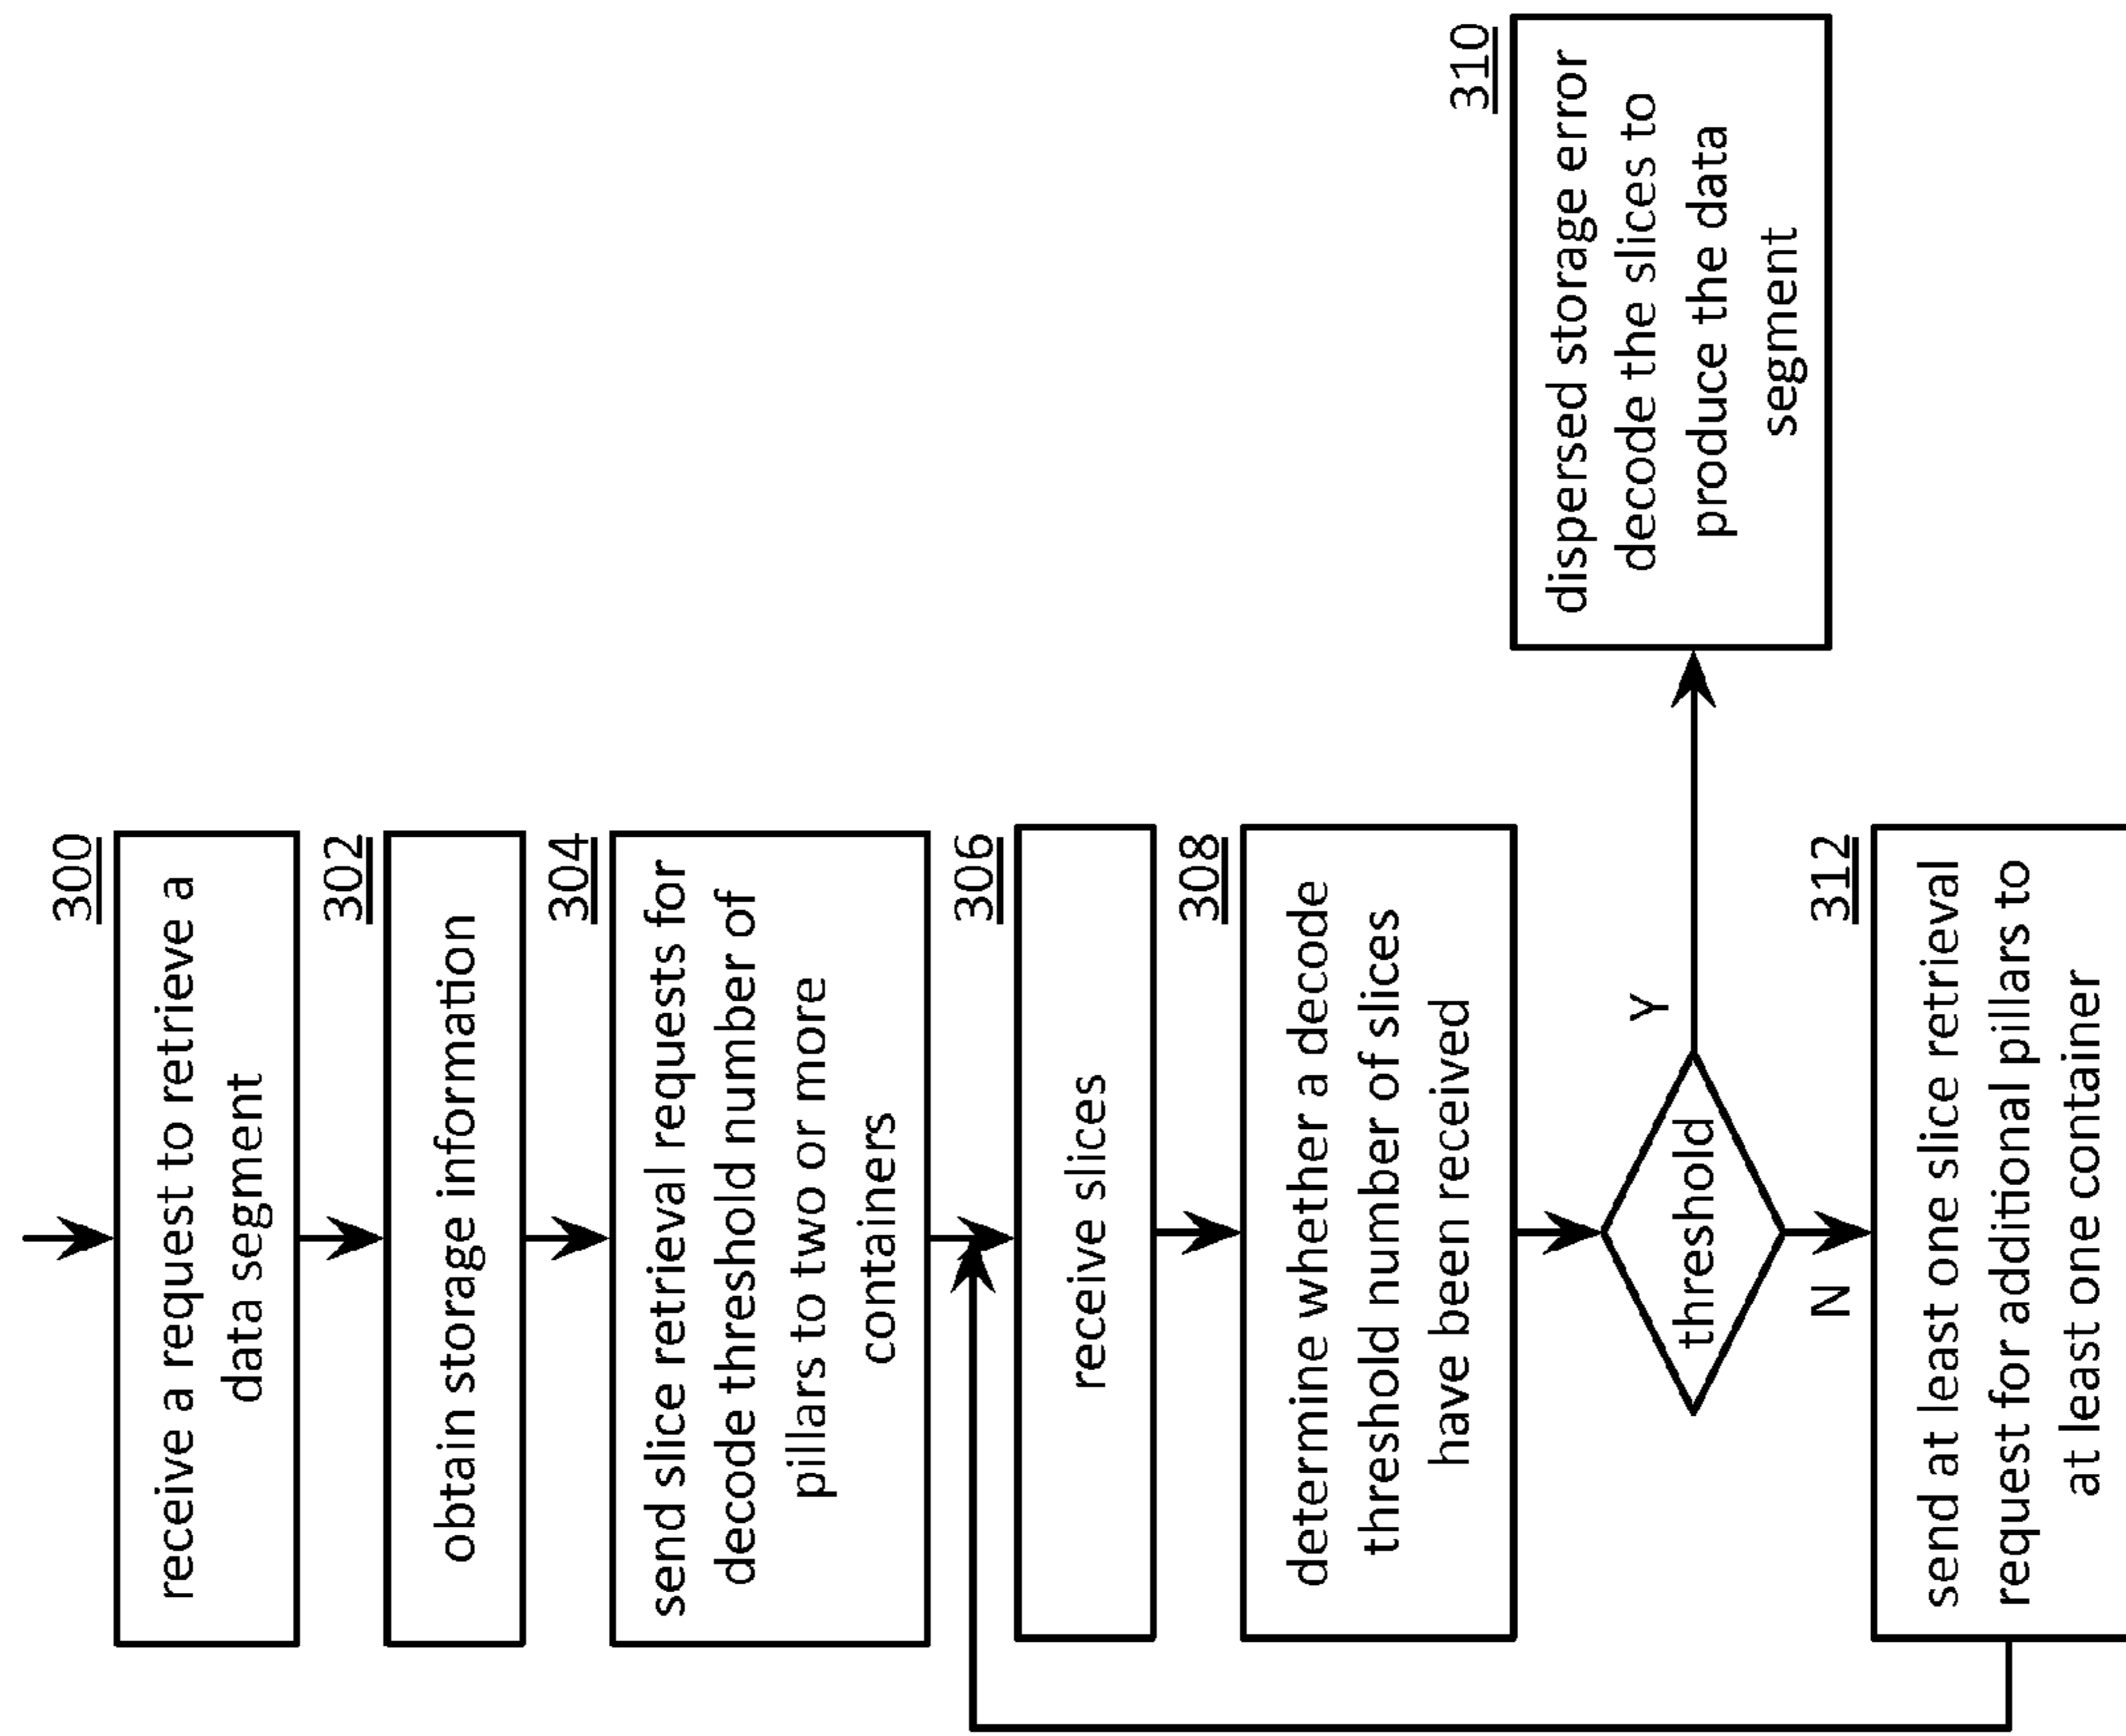 300
receive a request to retrieve a
data segment
302
obtain storage information
304
send slice retrieval requests for
decode threshold number of
pillars to two or more
containers
306
receive slices
308
determine whether a decode
threshold number of slices
have been received
threshold
Y
310
dispersed storage error
decode the slices to
produce the data
segment
N
312
send at least one slice retrieval
request for additional pillars to
at least one container